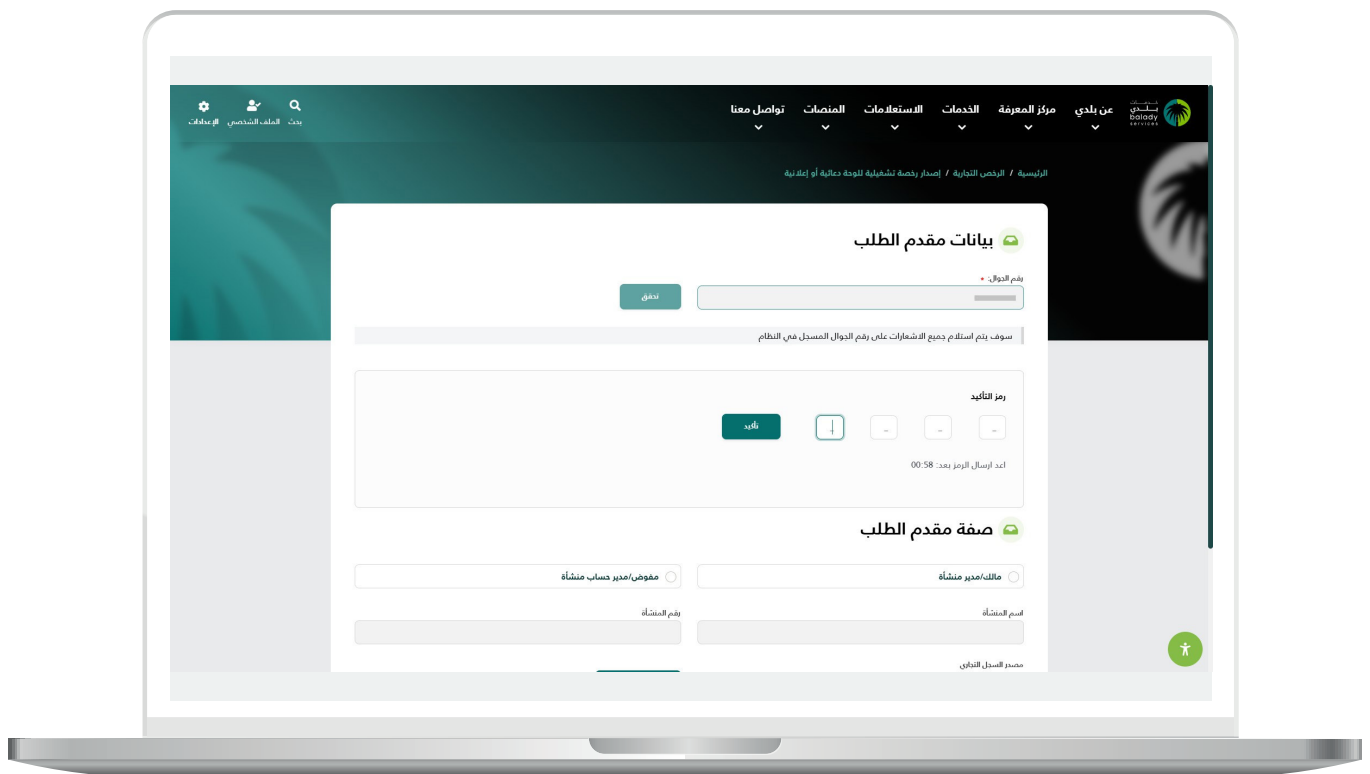 خدمات
بلدي
balady
services
عن بلدي
مركز المعرفة
الخدمات
الاستعلامات
المنصات
تواصل معنا
بحث
الملف الشخصي
الإعدادات
الرئيسية / الرخص التجارية / إصدار رخصة تشغيلية للوحة دعائية أو إعلانية
بيانات مقدم الطلب
رقم الجوال: *
تحقق
سوف يتم استلام جميع الاشعارات على رقم الجوال المسجل في النظام
رمز التأكيد
تأكيد
اعد ارسال الرمز بعد: 00:58
صفة مقدم الطلب
مالك/مدير منشأة
مفوض/مدير حساب منشأة
اسم المنشأة
رقم المنشأة
مصدر السجل التجاري